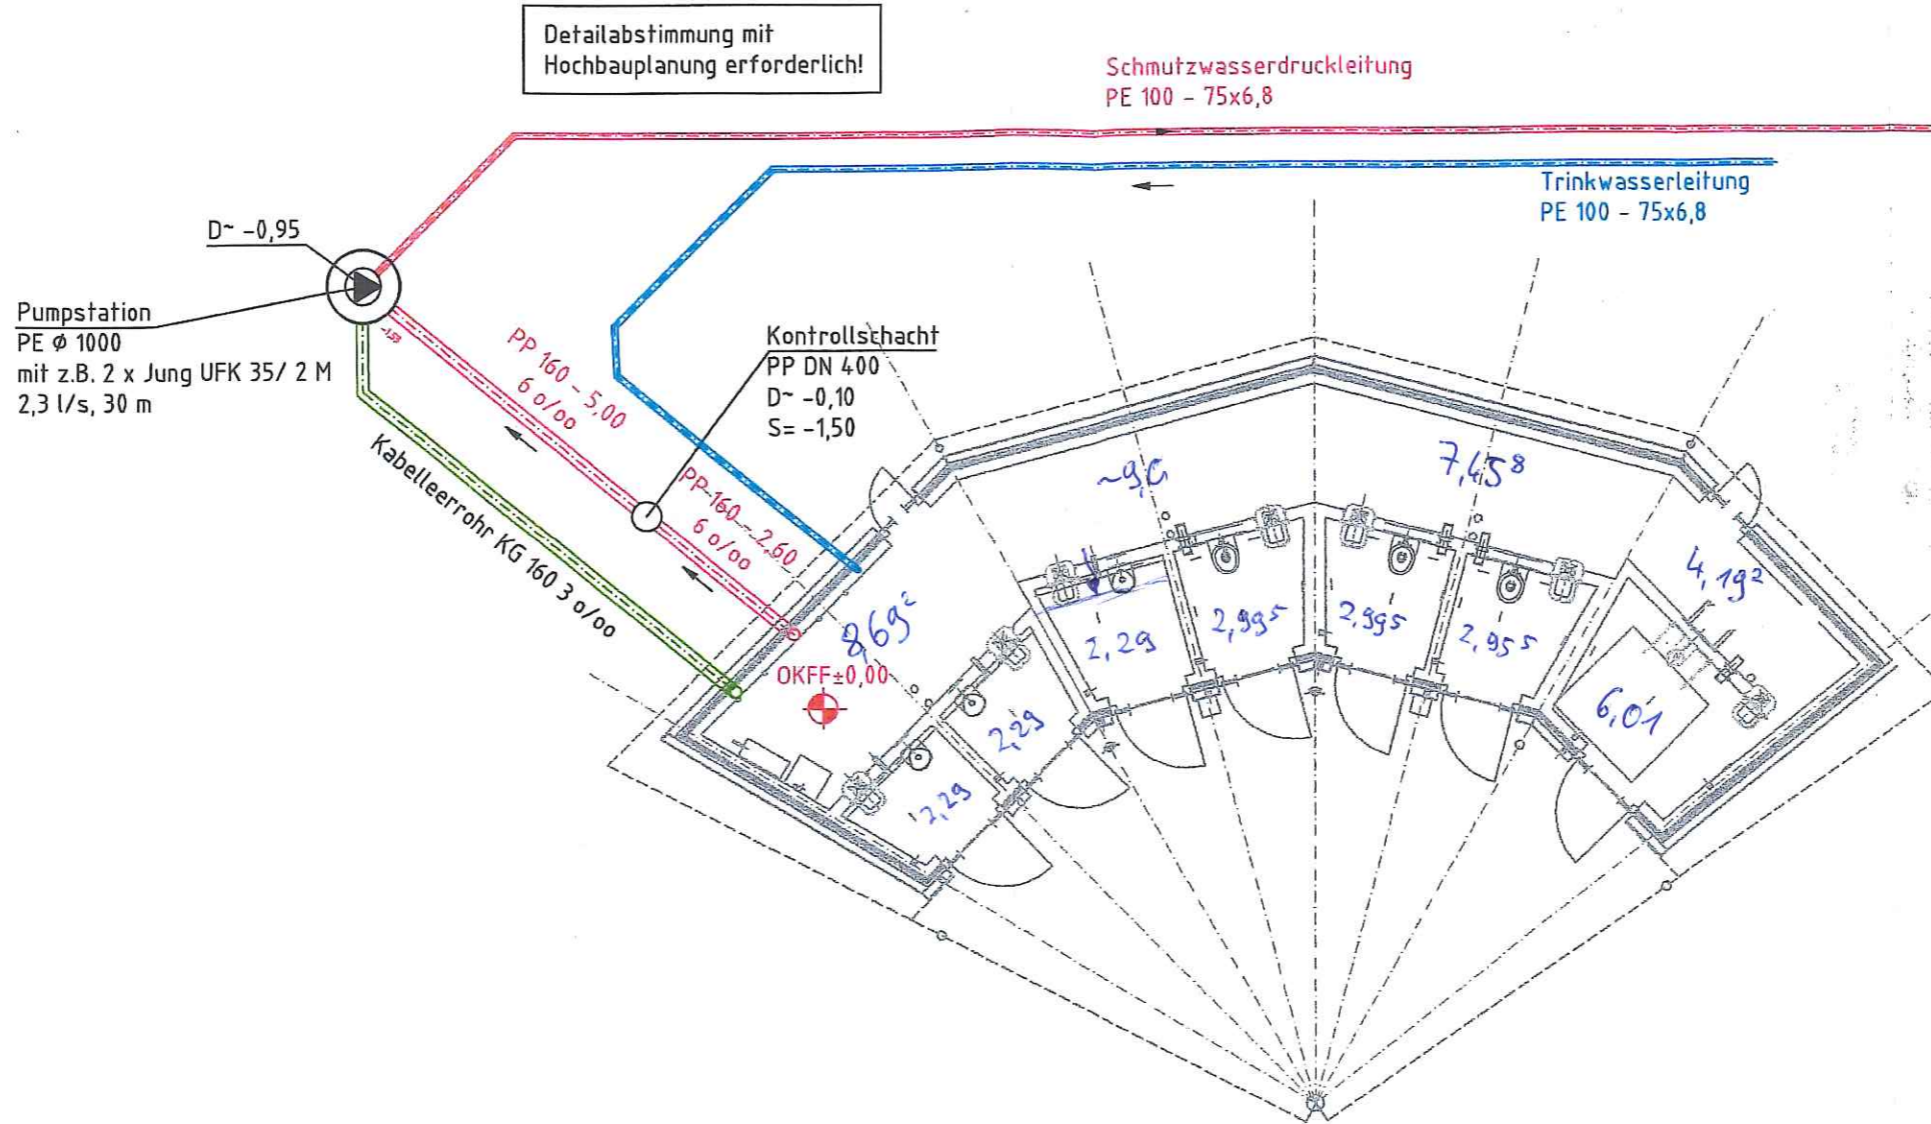 Detailabstimmung mit
Hochbauplanung erforderlich!
Schmutzwasserdruckleitung
PE 100 - 75x6,8
Trinkwasserleitung
PE 100 - 75x6,8
D~ -0,95
Pumpstation
PE Ø 1000
mit z.B. 2 x Jung UFK 35/ 2 M
2,3 l/s, 30 m
-1,53
PP 160 - 5,00
6 o/oo
Kontrollschacht
PP DN 400
D~ -0,10
S= -1,50
PP 160 - 2,60
6 o/oo
Kabelleerrohr KG 160 3 o/oo
OKFF±0,00
8,69²
7,45⁸
4,19²
2,29
2,99⁵
2,995
2,95⁵
6,01
2,29
2,29